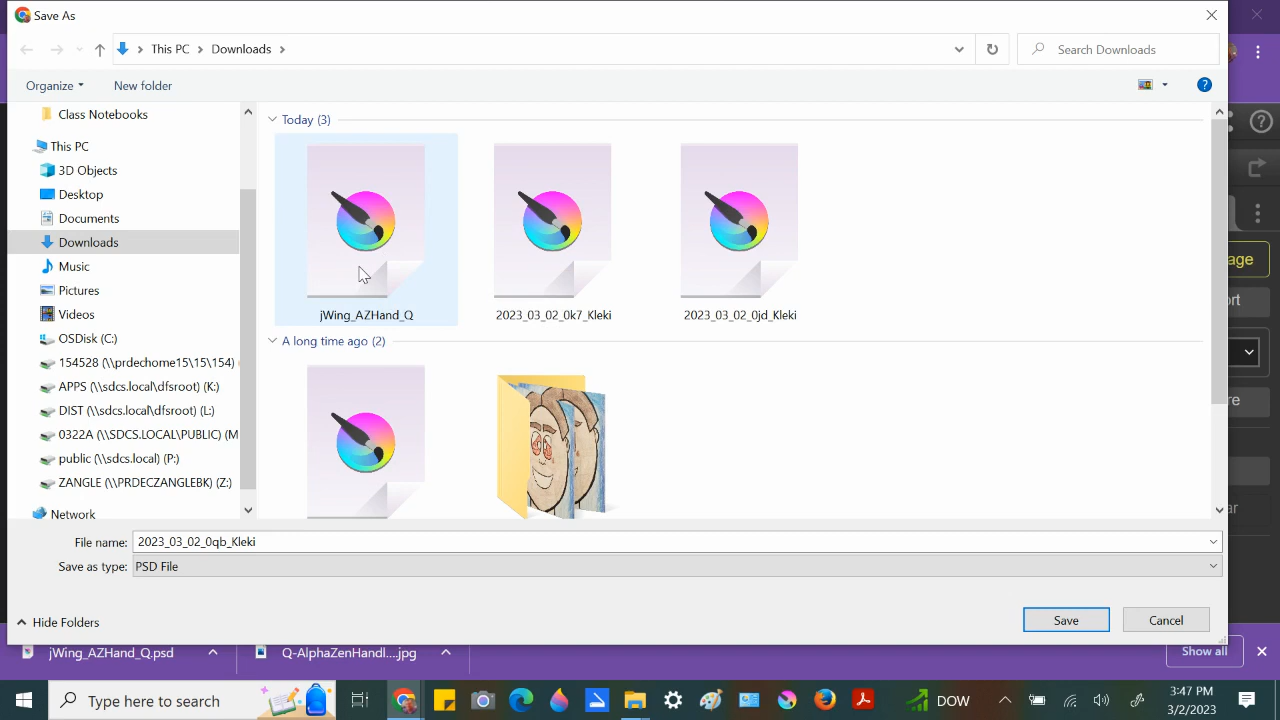 Save As
This PC
Downloads
Search Downloads
Organize
New folder
Class Notebooks
This PC
3D Objects
Desktop
Documents
Downloads
Music
Pictures
Videos
OSDisk (C:)
154528 (\\prdechome15\15\154) (
APPS (\\sdcs.local\dfsroot) (K:)
DIST (\\sdcs.local\dfsroot) (L:)
0322A (\\SDCS.LOCAL\PUBLIC) (M
public (\\sdcs.local) (P:)
ZANGLE (\\PRDECZANGLEBK) (Z:)
Network
Today (3)
jWing_AZHand_Q
2023_03_02_0k7_Kleki
2023_03_02_0jd_Kleki
A long time ago (2)
age
rt
re
ar
File name: 2023_03_02_0qb_Kleki
Save as type: PSD File
Hide Folders
Save
Cancel
jWing_AZHand_Q.psd
Q-AlphaZenHandl....jpg
Show all
Type here to search
DOW
3:47 PM
3/2/2023